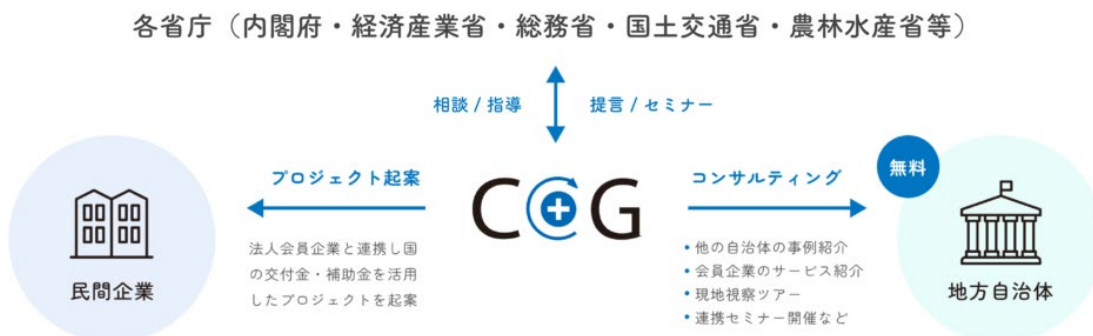 各省庁（内閣府・経済産業省・総務省・国土交通省・農林水産省等）
相談 / 指導
提言 / セミナー
プロジェクト起案
コンサルティング
無料
C+G
法人会員企業と連携し国
の交付金・補助金を活用
したプロジェクトを起案
民間企業
• 他の自治体の事例紹介
• 会員企業のサービス紹介
• 現地視察ツアー
• 連携セミナー開催など
地方自治体